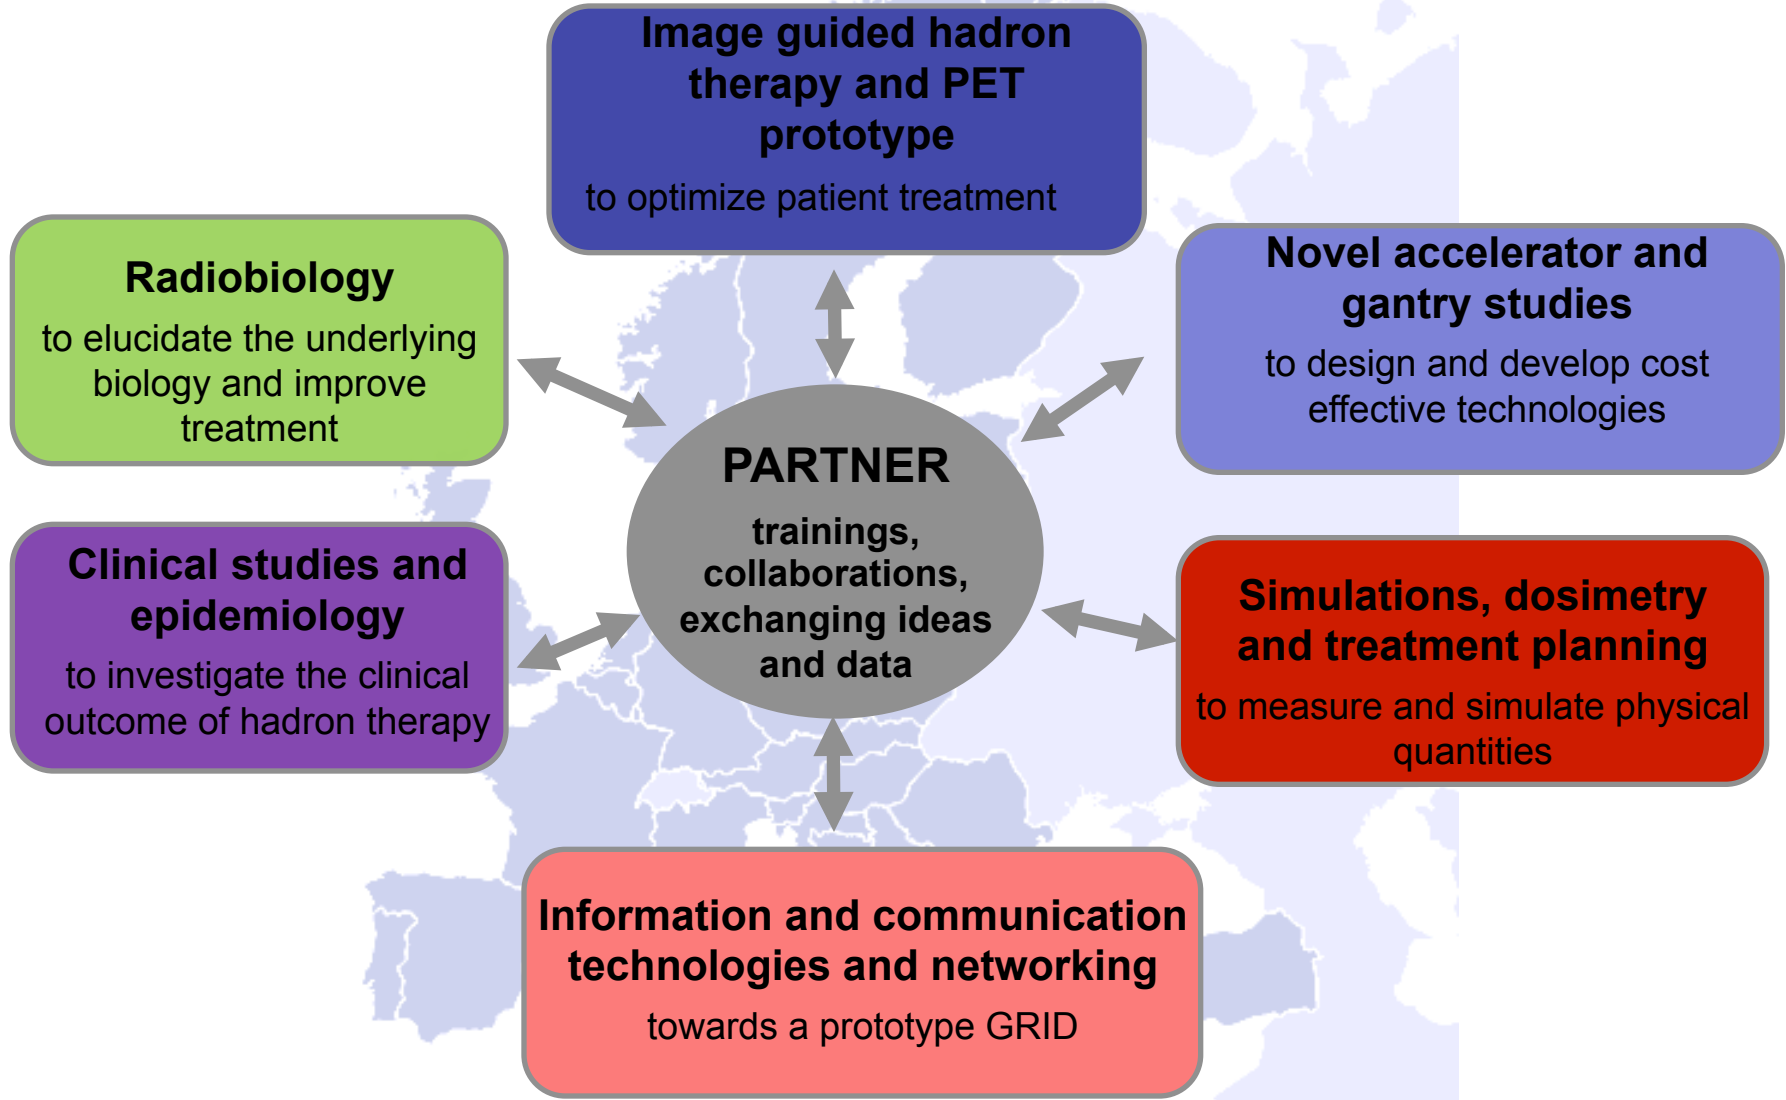 Image guided hadron
therapy and PET
prototype
to optimize patient treatment
Radiobiology
to elucidate the underlying
biology and improve
treatment
Novel accelerator and
gantry studies
to design and develop cost
effective technologies
PARTNER
trainings,
collaborations,
exchanging ideas
and data
Clinical studies and
epidemiology
to investigate the clinical
outcome of hadron therapy
Simulations, dosimetry
and treatment planning
to measure and simulate physical
quantities
Information and communication
technologies and networking
towards a prototype GRID